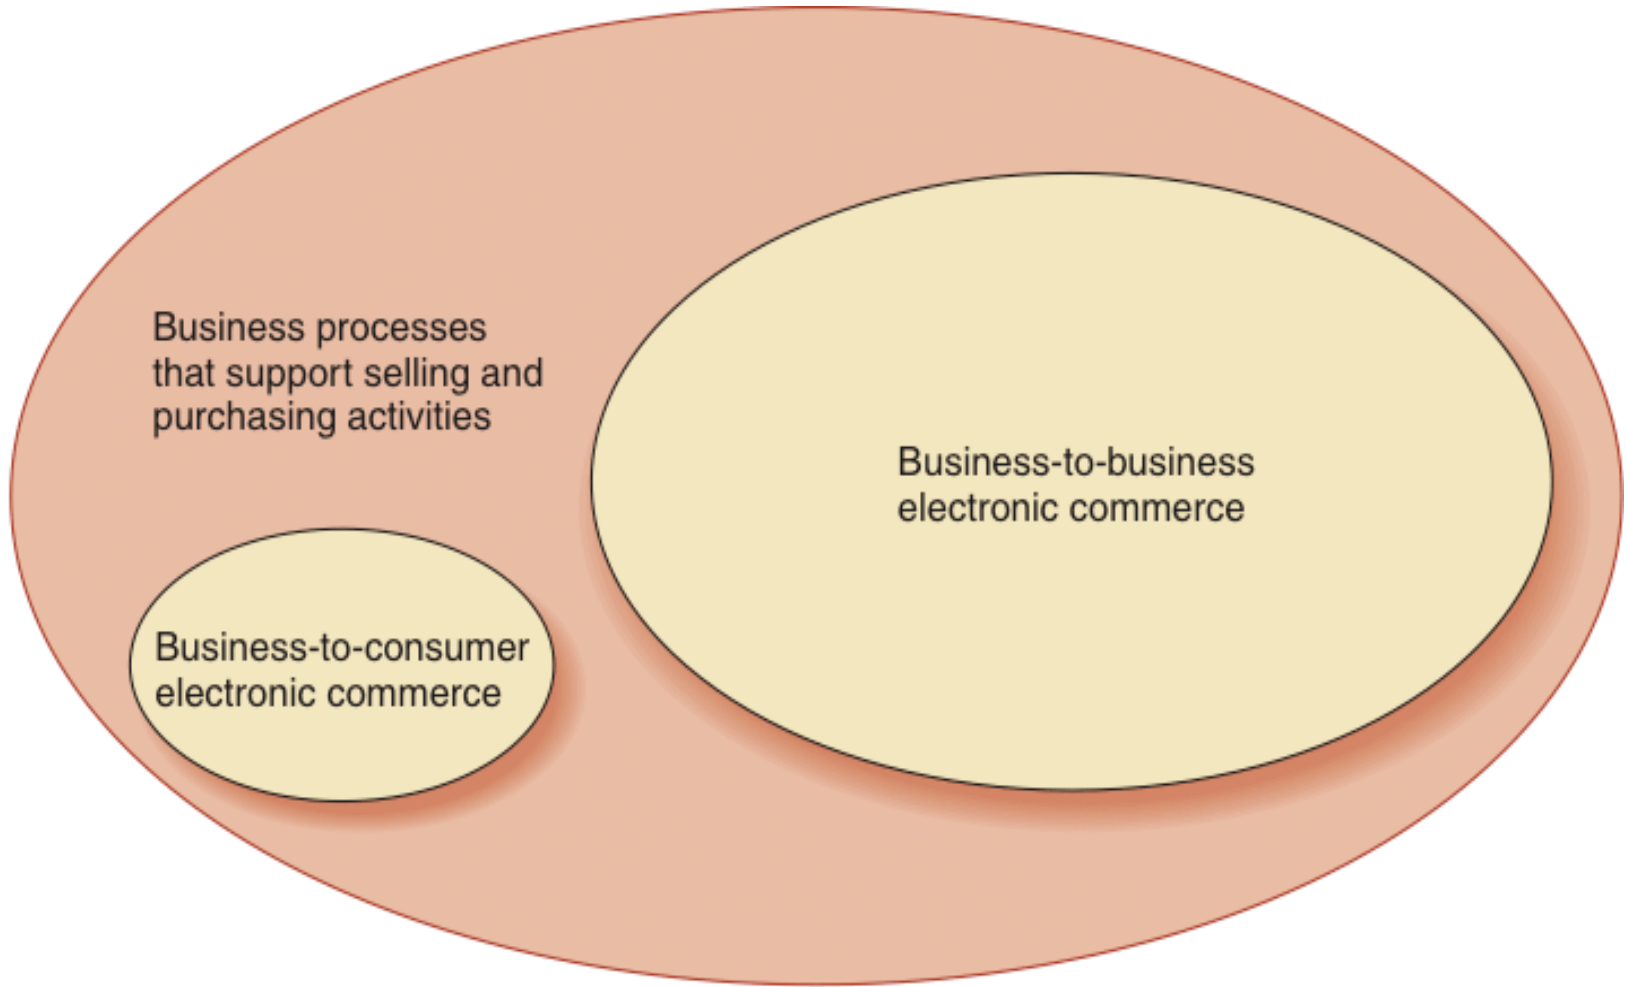 Business processes
that support selling and
purchasing activities
Business-to-business
electronic commerce
Business-to-consumer
electronic commerce